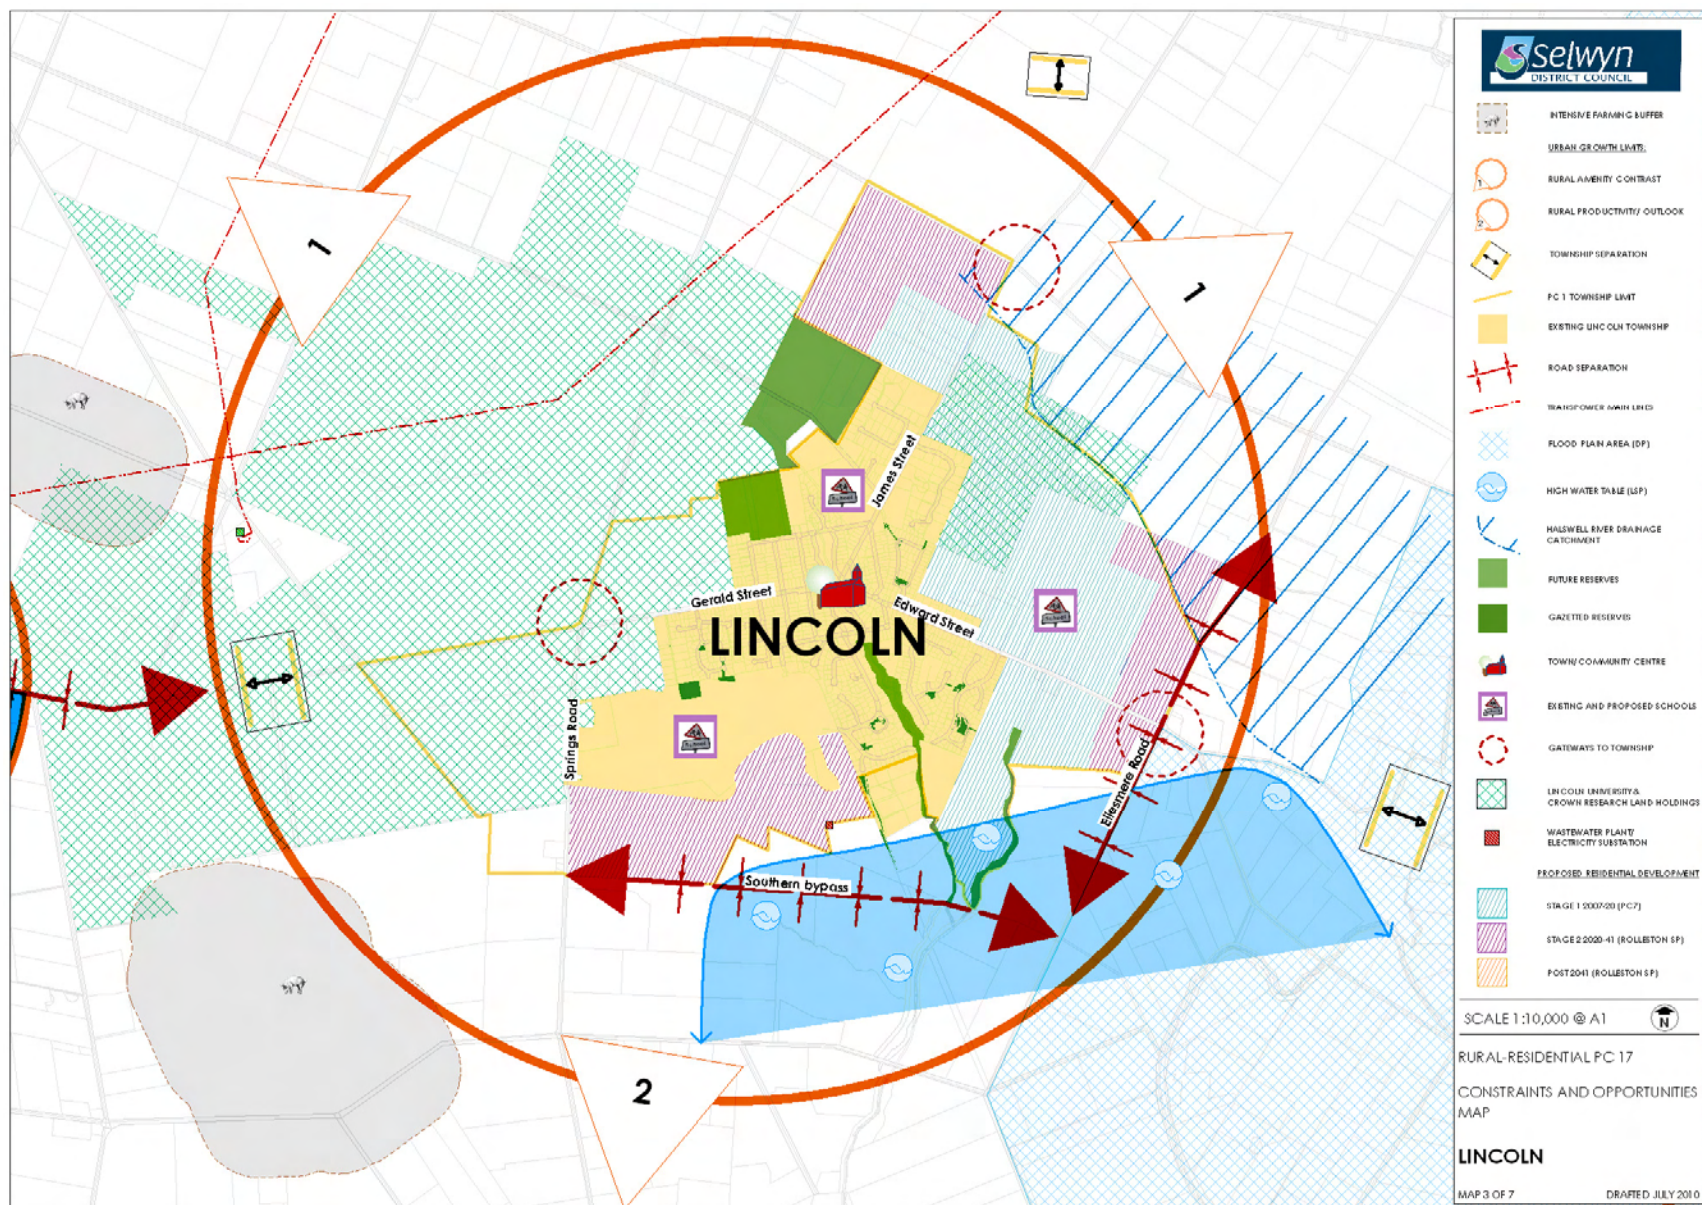 1
1
James Street
Gerald Street
Edward Street
LINCOLN
Springs Road
Ellesmere Road
Southern bypass
2
Selwyn
DISTRICT COUNCIL
INTENSIVE FARMING BUFFER
URBAN GROWTH LIMITS:
1
RURAL AMENITY CONTRAST
2
RURAL PRODUCTIVITY/ OUTLOOK
TOWNSHIP SEPARATION
PC 1 TOWNSHIP LIMIT
EXISTING LINCOLN TOWNSHIP
ROAD SEPARATION
TRANSPOWER MAIN LINES
FLOOD PLAIN AREA (DP)
HIGH WATER TABLE (LSP)
HALSWELL RIVER DRAINAGE
CATCHMENT
FUTURE RESERVES
GAZETTED RESERVES
TOWN/ COMMUNITY CENTRE
EXISTING AND PROPOSED SCHOOLS
GATEWAYS TO TOWNSHIP
LINCOLN UNIVERSITY &
CROWN RESEARCH LAND HOLDINGS
WASTEWATER PLANT/
ELECTRICITY SUBSTATION
PROPOSED RESIDENTIAL DEVELOPMENT
STAGE 1 2007-20 (PC7)
STAGE 2 2020-41 (ROLLESTON SP)
POST 2041 (ROLLESTON SP)
SCALE 1:10,000 @ A1
N
RURAL-RESIDENTIAL PC 17
CONSTRAINTS AND OPPORTUNITIES
MAP
LINCOLN
MAP 3 OF 7 DRAFTED JULY 2010